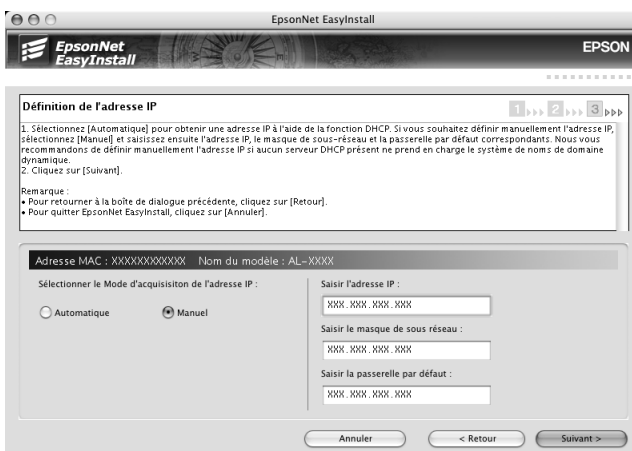 EpsonNet EasyInstall
EpsonNet
EasyInstall
EPSON
Définition de l'adresse IP
1 2 3
1. Sélectionnez [Automatique] pour obtenir une adresse IP à l'aide de la fonction DHCP. Si vous souhaitez définir manuellement l'adresse IP,
sélectionnez [Manuel] et saisissez ensuite l'adresse IP, le masque de sous-réseau et la passerelle par défaut correspondants. Nous vous
recommandons de définir manuellement l'adresse IP si aucun serveur DHCP présent ne prend en charge le système de noms de domaine
dynamique.
2. Cliquez sur [Suivant].
Remarque :
• Pour retourner à la boîte de dialogue précédente, cliquez sur [Retour].
• Pour quitter EpsonNet EasyInstall, cliquez sur [Annuler].
Adresse MAC : XXXXXXXXXXXX Nom du modèle : AL-XXXX
Sélectionner le Mode d'acquisisiton de l'adresse IP :
Automatique
Manuel
Saisir l'adresse IP :
XXX.XXX.XXX.XXX
Saisir le masque de sous réseau :
XXX.XXX.XXX.XXX
Saisir la passerelle par défaut :
XXX.XXX.XXX.XXX
Annuler
< Retour
Suivant >